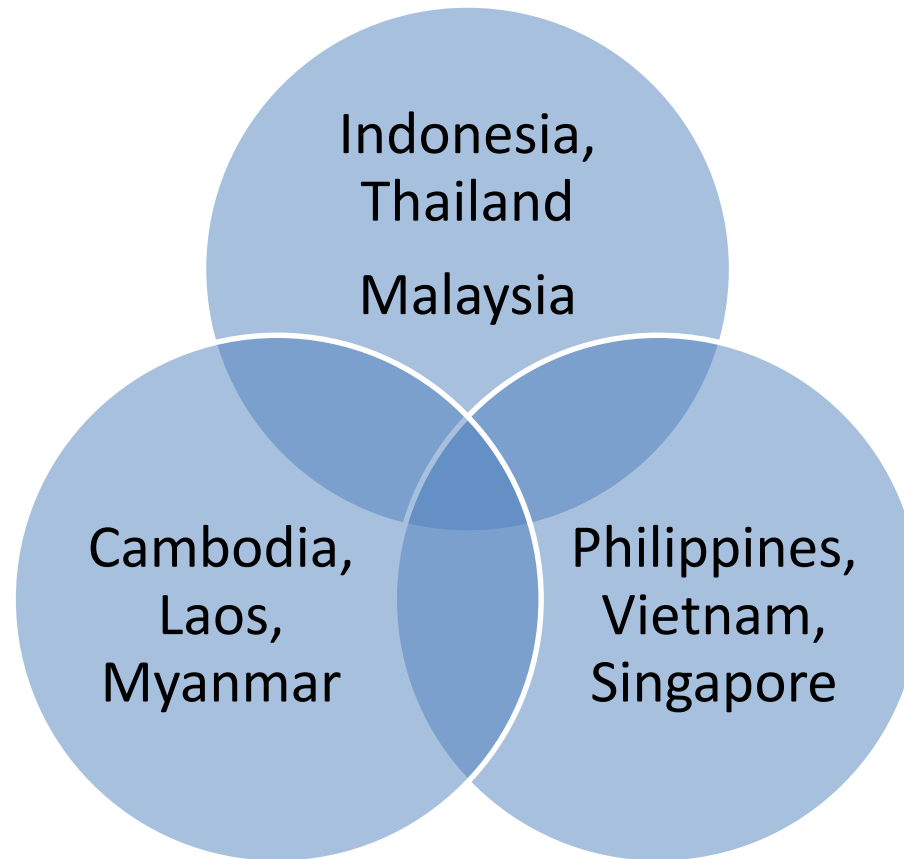 Indonesia,
Thailand
Malaysia
Cambodia,
Laos,
Myanmar
Philippines,
Vietnam,
Singapore